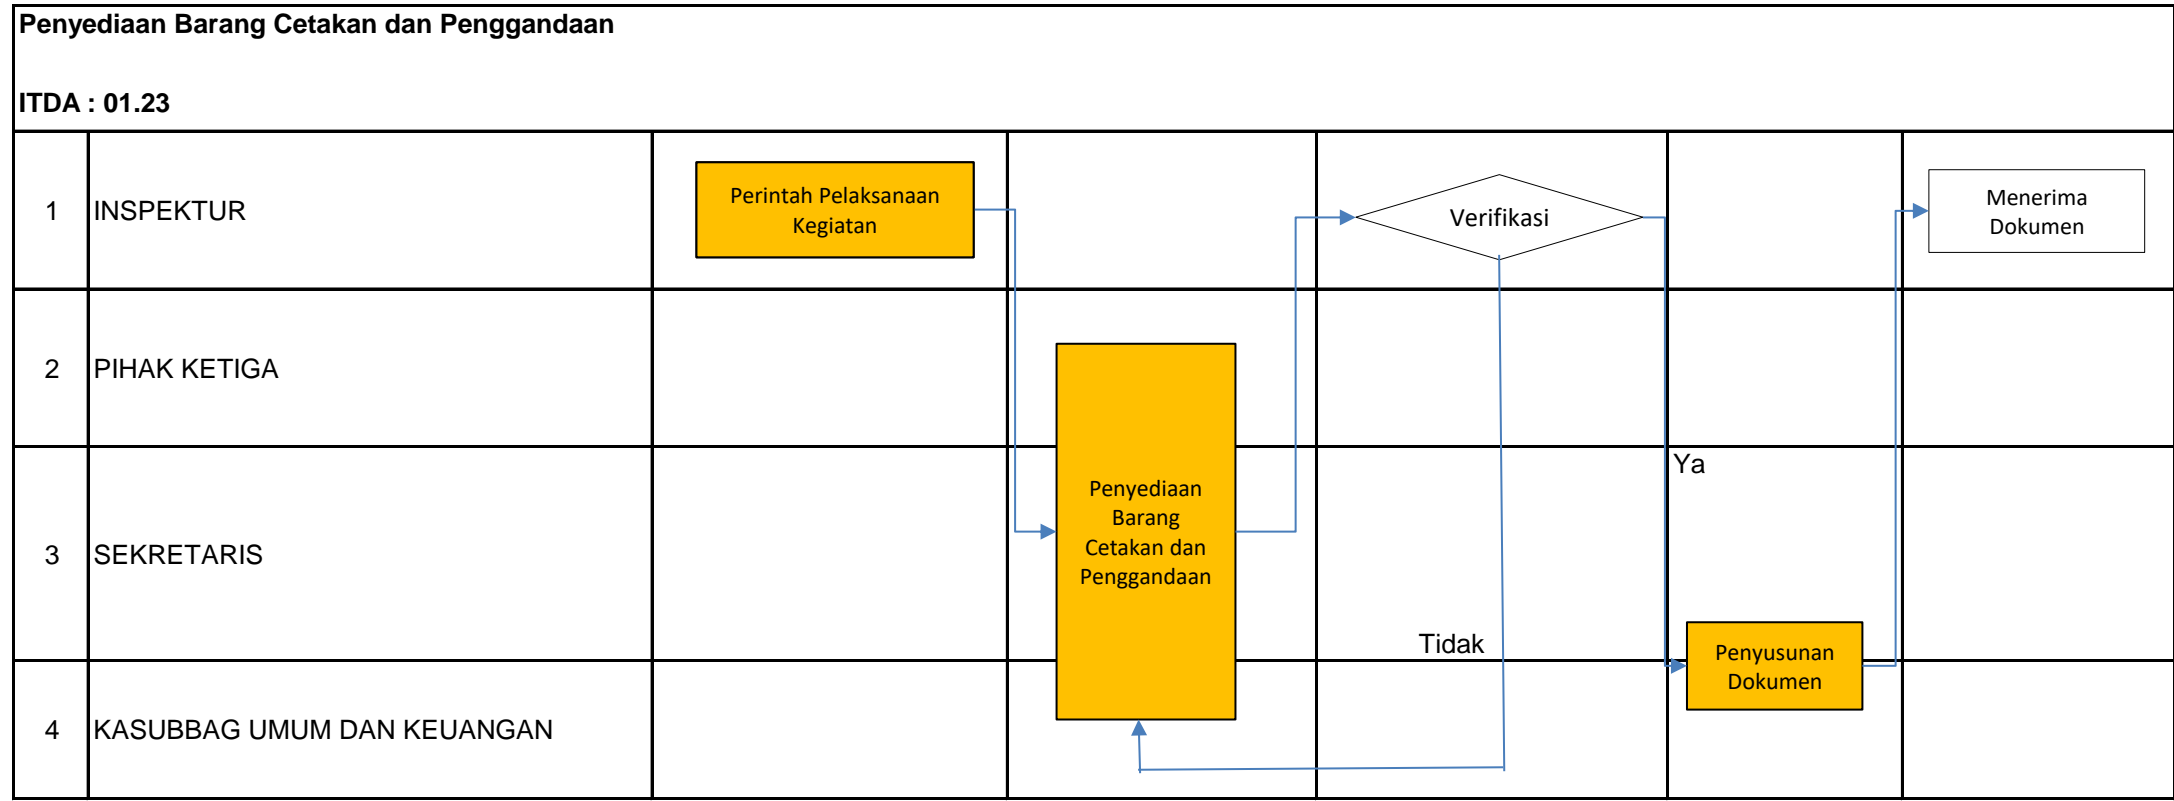 Penyediaan Barang Cetakan dan Penggandaan
ITDA : 01.23
1 INSPEKTUR
Perintah Pelaksanaan
Kegiatan
Verifikasi
Menerima
Dokumen
2 PIHAK KETIGA
3 SEKRETARIS
Penyediaan
Barang
Cetakan dan
Penggandaan
Tidak
Ya
Penyusunan
Dokumen
4 KASUBBAG UMUM DAN KEUANGAN